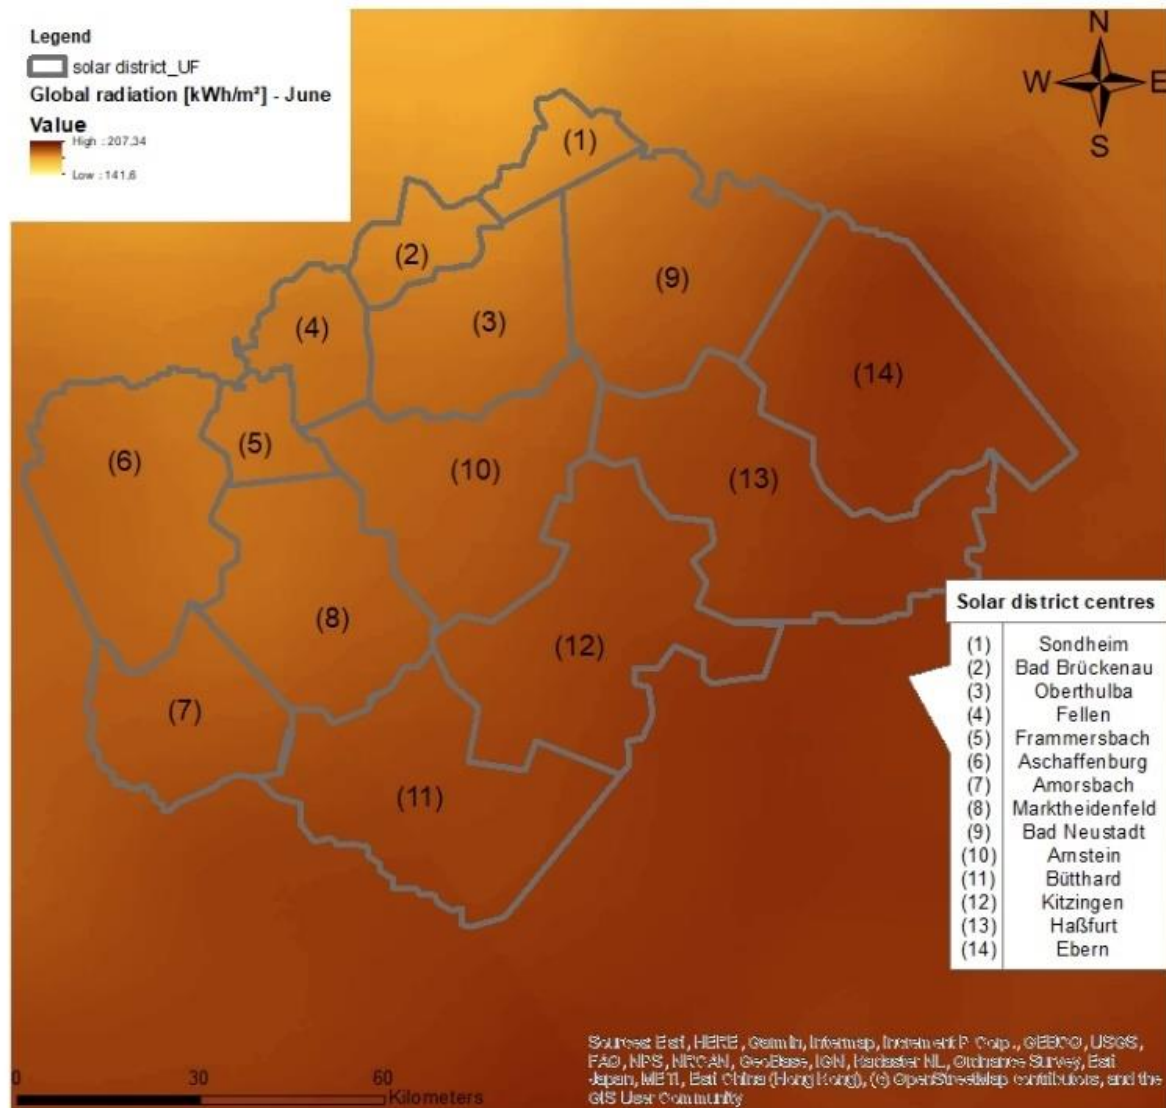 Legend
solar district_UF
Global radiation [kWh/m²] - June
Value
High : 207.34
Low : 141.6
N
W E
S
(1)
(2)
(9)
(4)
(3)
(14)
(5)
(6)
(10)
(13)
(8)
(12)
(7)
(11)
Solar district centres
(1) Sondheim
(2) Bad Brückenau
(3) Oberthulba
(4) Fellen
(5) Frammersbach
(6) Aschaffenburg
(7) Amorsbach
(8) Marktheidenfeld
(9) Bad Neustadt
(10) Arnstein
(11) Bütthard
(12) Kitzingen
(13) Haßfurt
(14) Ebern
0 30 60
Kilometers
Sources: Esri, HERE, Garmin, Intermap, increment P Corp., GEBCO, USGS,
FAO, NPS, NRCAN, GeoBase, IGN, Kadaster NL, Ordnance Survey, Esri
Japan, METI, Esri China (Hong Kong), (c) OpenStreetMap contributors, and the
GIS User Community